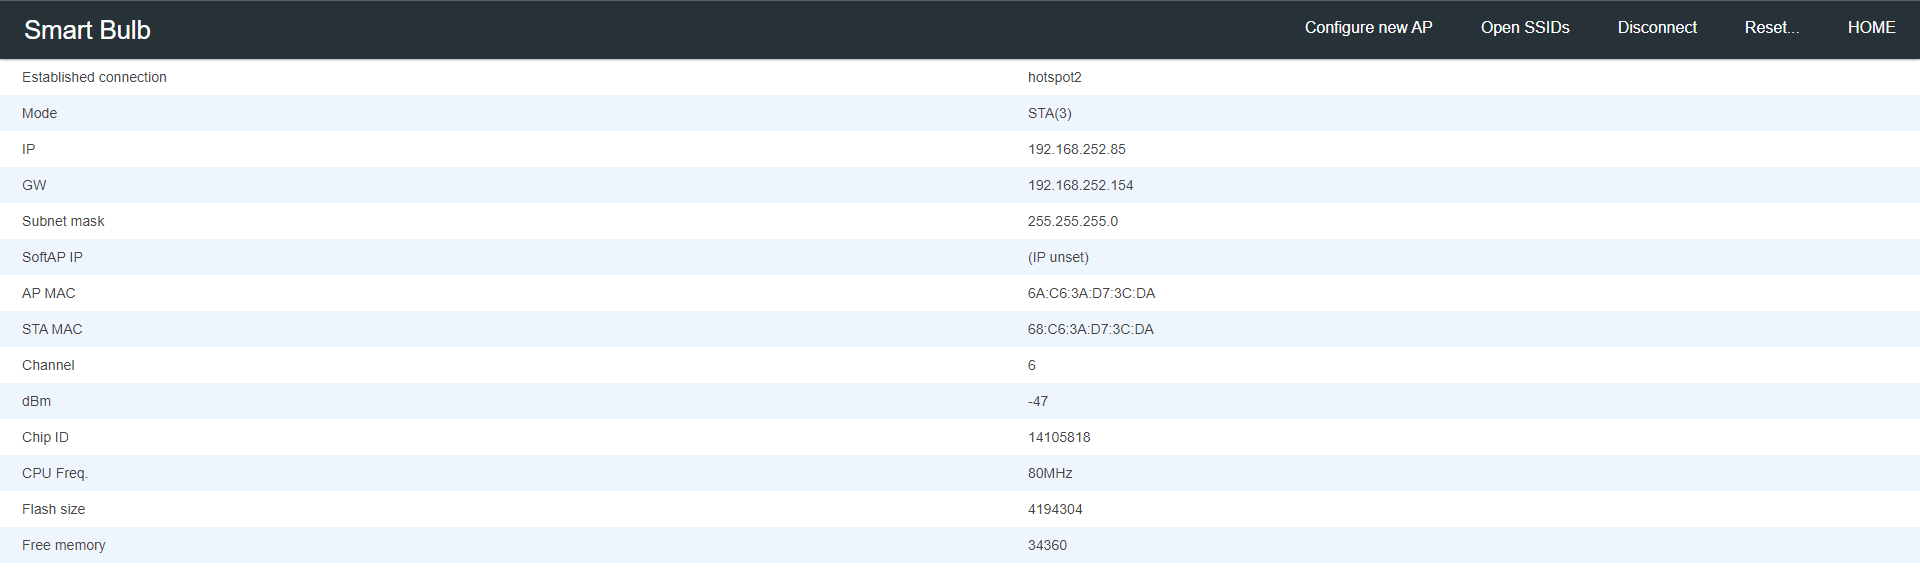 Smart Bulb Configure new AP Open SSIDs Disconnect Reset... HOME
Established connection hotspot2
Mode STA(3)
IP 192.168.252.85
GW 192.168.252.154
Subnet mask 255.255.255.0
SoftAP IP (IP unset)
AP MAC 6A:C6:3A:D7:3C:DA
STA MAC 68:C6:3A:D7:3C:DA
Channel 6
dBm -47
Chip ID 14105818
CPU Freq. 80MHz
Flash size 4194304
Free memory 34360